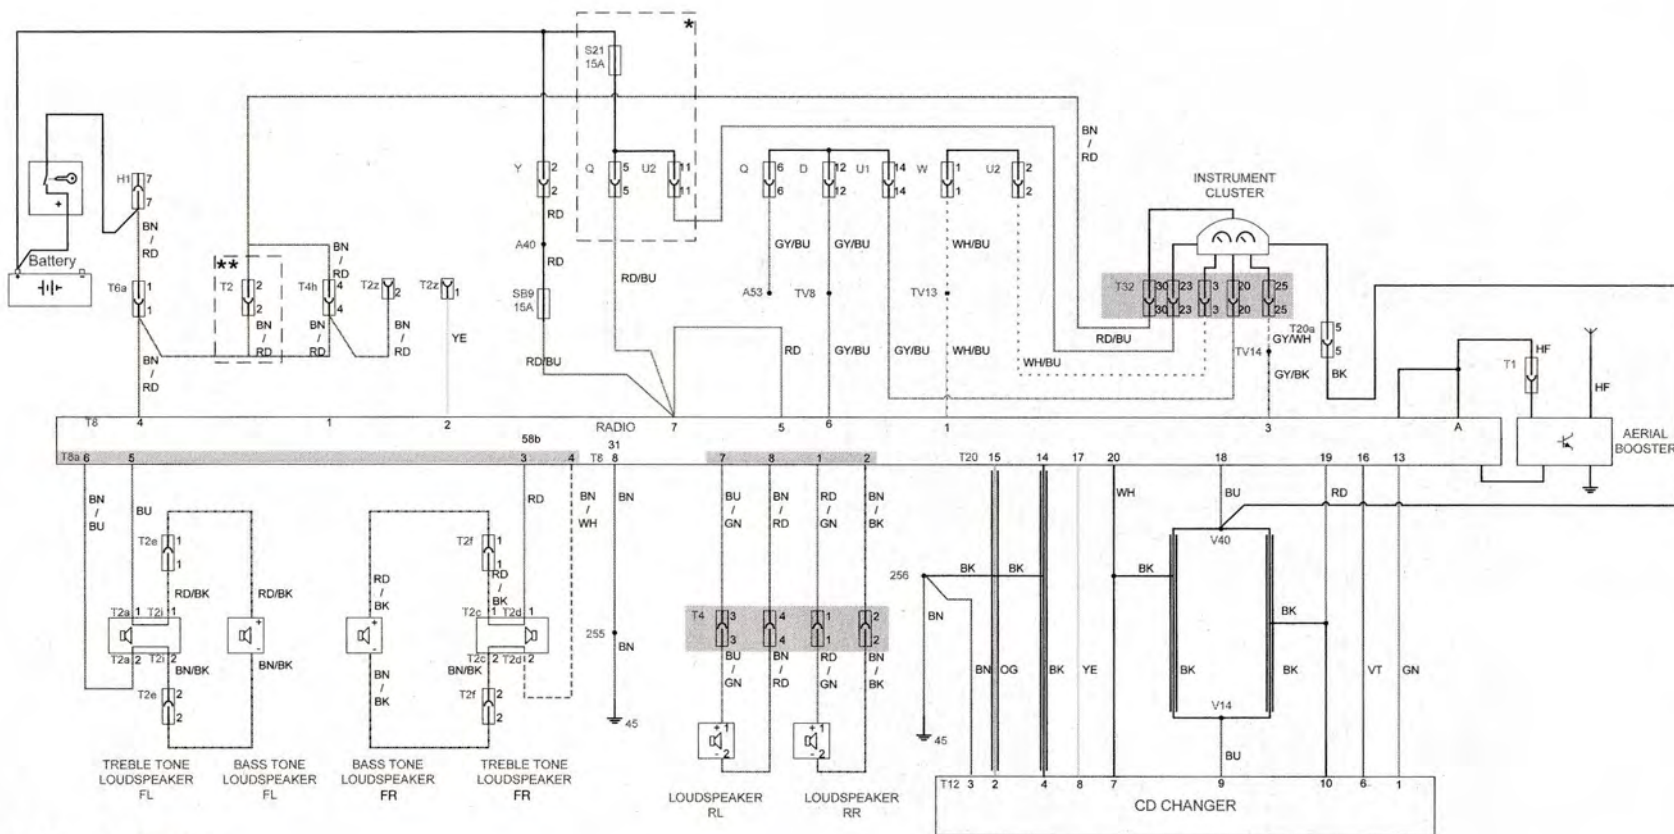 *
S21
15A
BN
/
RD
INSTRUMENT
CLUSTER
H1 7
7
Y 2
2
Q 5
5
U2 11
11
Q 6
6
D 12
12
U1 14
14
W 1
1
U2 2
2
+
BN
/
RD
RD
A40
RD
RD/BU
GY/BU
GY/BU
WH/BU
Battery
**
BN
/
RD
T6a 1
1
T2 2
2
T4h 4
4
T2z 2
T2z 1
SB9
15A
A53
TV8
TV13
T32 30 23 3 20 25
30 23 3 20 25
BN
/
RD
BN
/
RD
BN
/
RD
BN
/
RD
YE
RD/BU
RD
GY/BU
GY/BU
WH/BU
WH/BU
RD/BU
GY/WH
TV14
GY/BK
T20a 5
5
BK
HF
T1
HF
T8 4 1 2 RADIO 7 5 6 1 3 A
AERIAL
BOOSTER
58b 31
T8a 6 5 3 4 T8 8 7 8 1 2 T20 15 14 17 20 18 19 16 13
BN
/
BU
BU
RD
BN
/
WH
BN
BU
/
GN
BN
/
RD
RD
/
GN
BN
/
BK
WH
BU
RD
T2e 1
1
T2f 1
1
V40
RD/BK
RD/BK
RD
/
BK
RD
/
BK
256
BK BK
BK
BK
BN
T2a 1 T2i 1
T2c 1 T2d 1
+
-
+
-
T2a 2 T2i 2
T2c 2 T2d 2
255
BN
T4 3 4 1 2
3 4 1 2
BN/BK
BN/BK
BN
/
BK
BN/BK
BU
/
GN
BN
/
RD
RD
/
GN
BN
/
BK
BN OG BK YE BK BK VT GN
T2e 2
2
T2f 2
2
V14
45
+ 1
- 2
+ 1
- 2
45
BU
TREBLE TONE
LOUDSPEAKER
FL
BASS TONE
LOUDSPEAKER
FL
BASS TONE
LOUDSPEAKER
FR
TREBLE TONE
LOUDSPEAKER
FR
LOUDSPEAKER
RL
LOUDSPEAKER
RR
T12 3 2 4 8 7 9 10 6 1
CD CHANGER